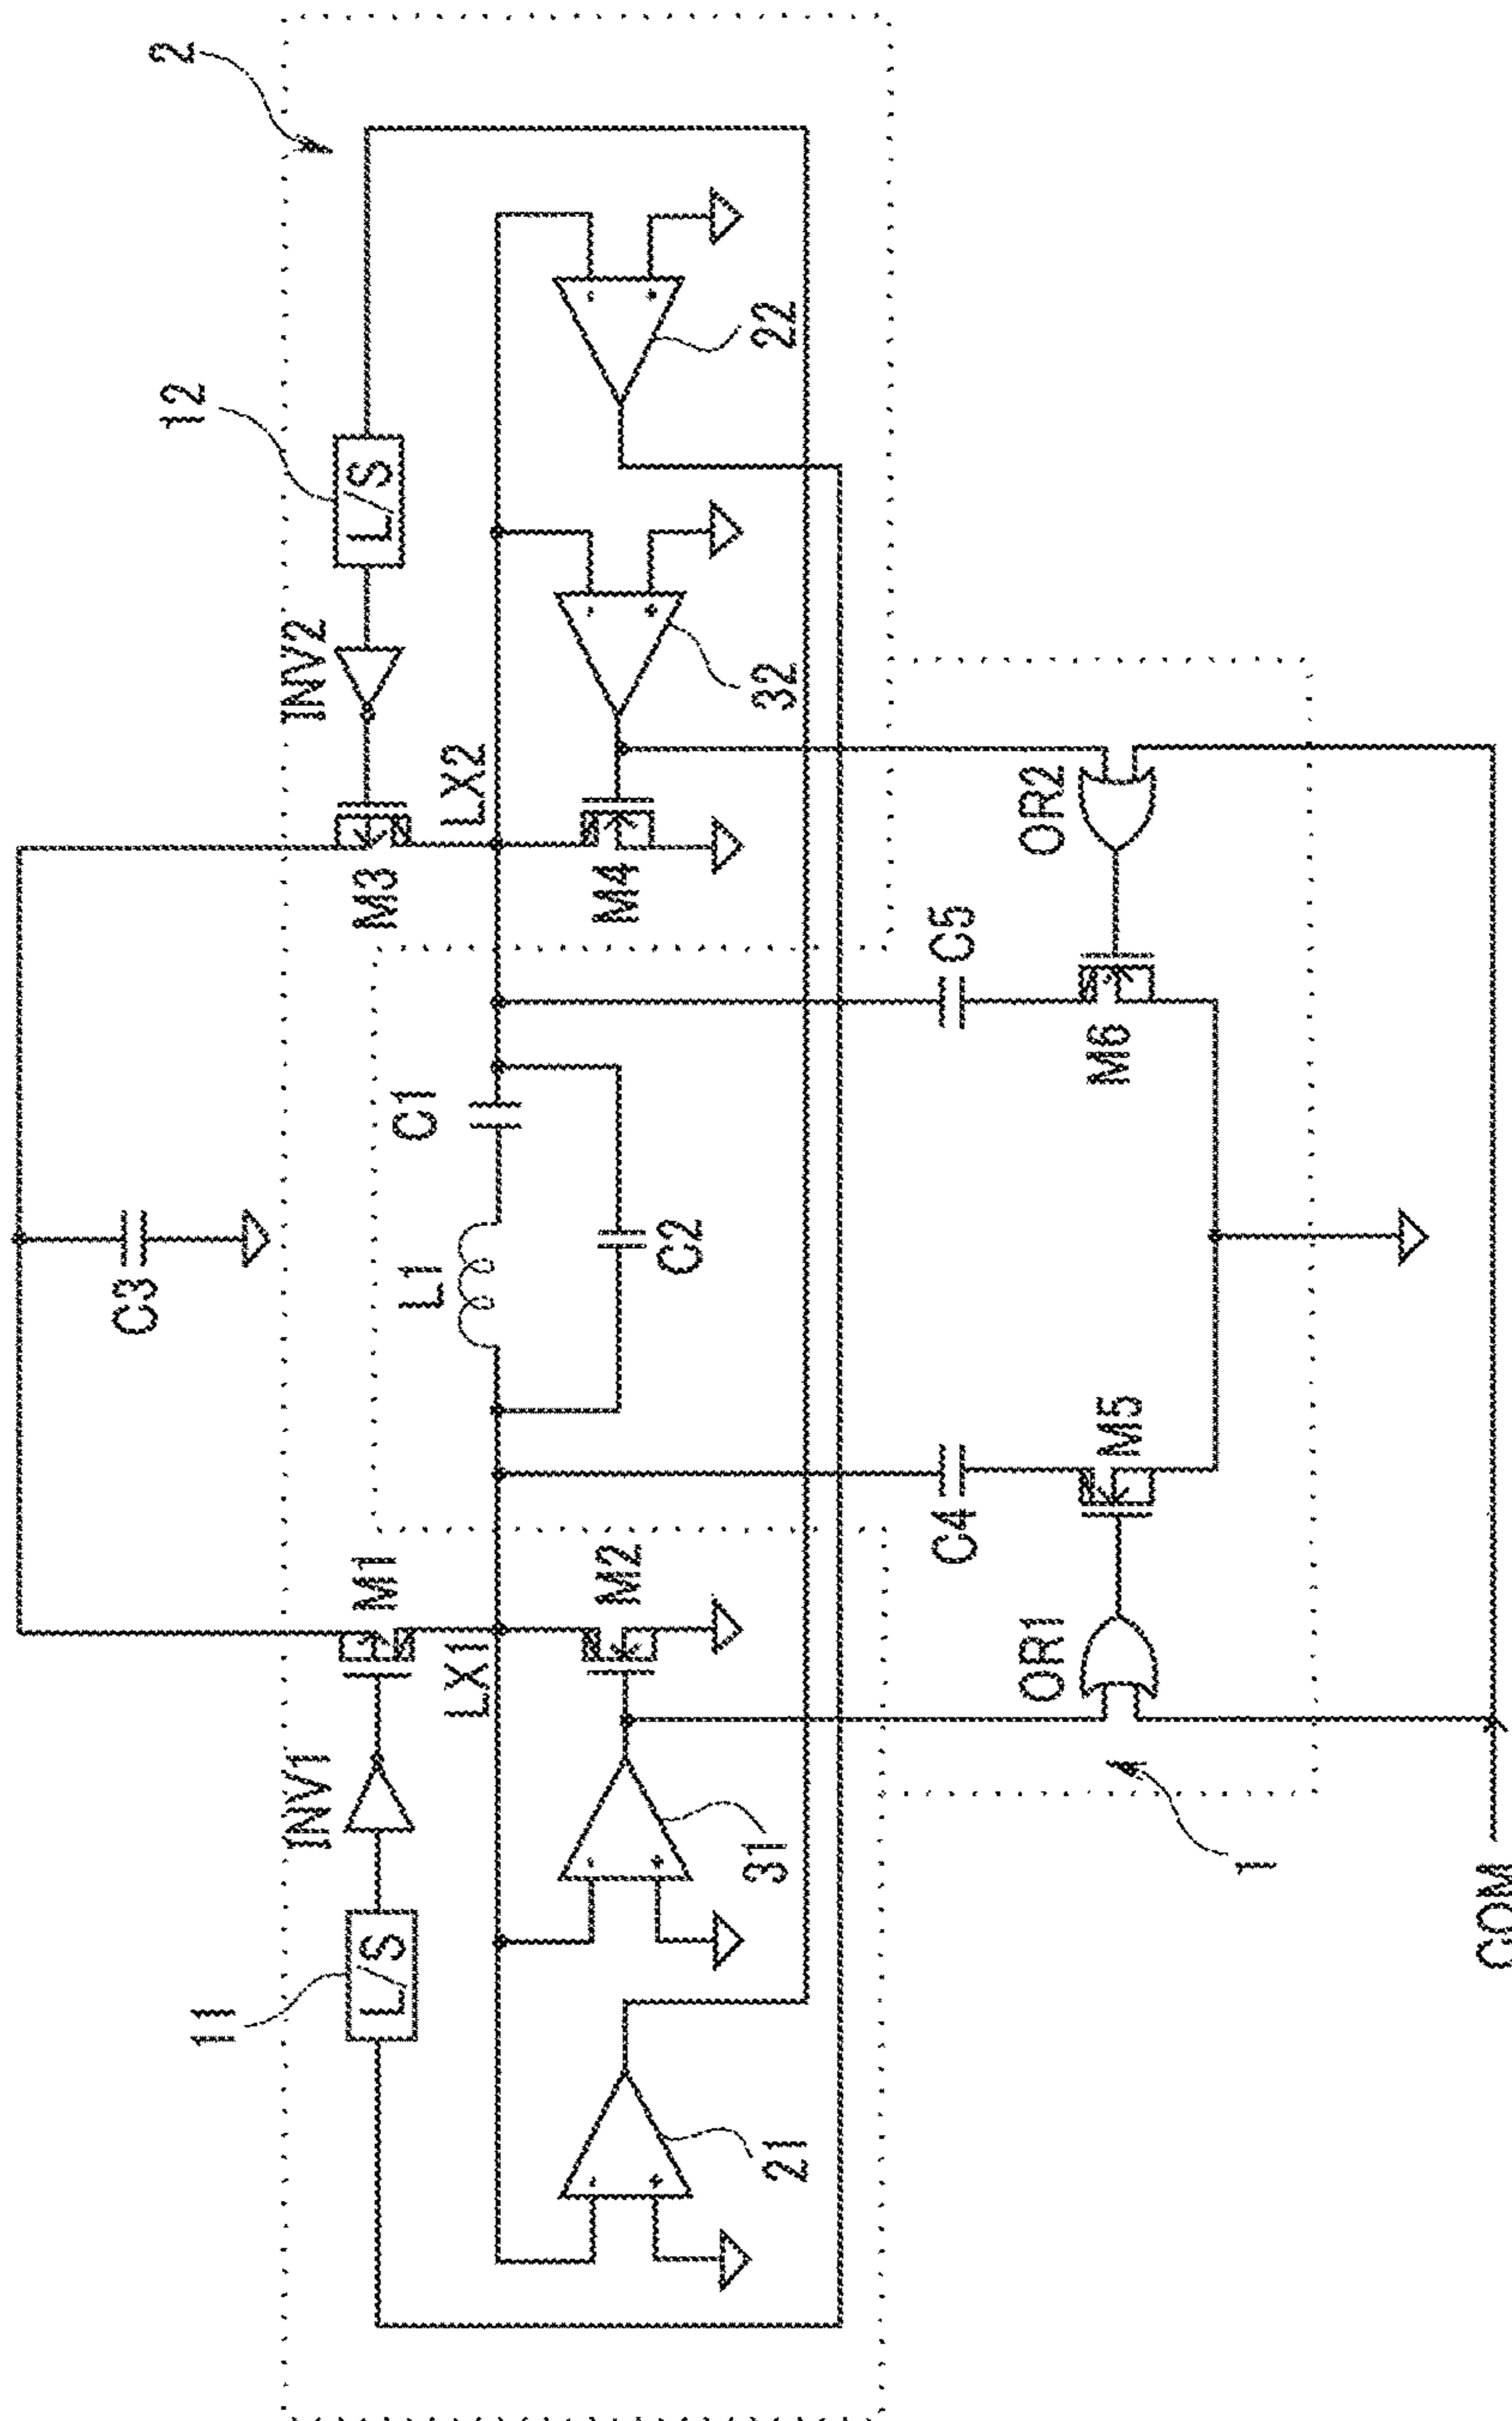 2
12
L/S
INV2
22
32
LX2
M3
M4
OR2
C5
M6
C1
L1
C2
C3
M5
C4
M1
M2
LX1
OR1
INV1
31
1
11
L/S
21
COM